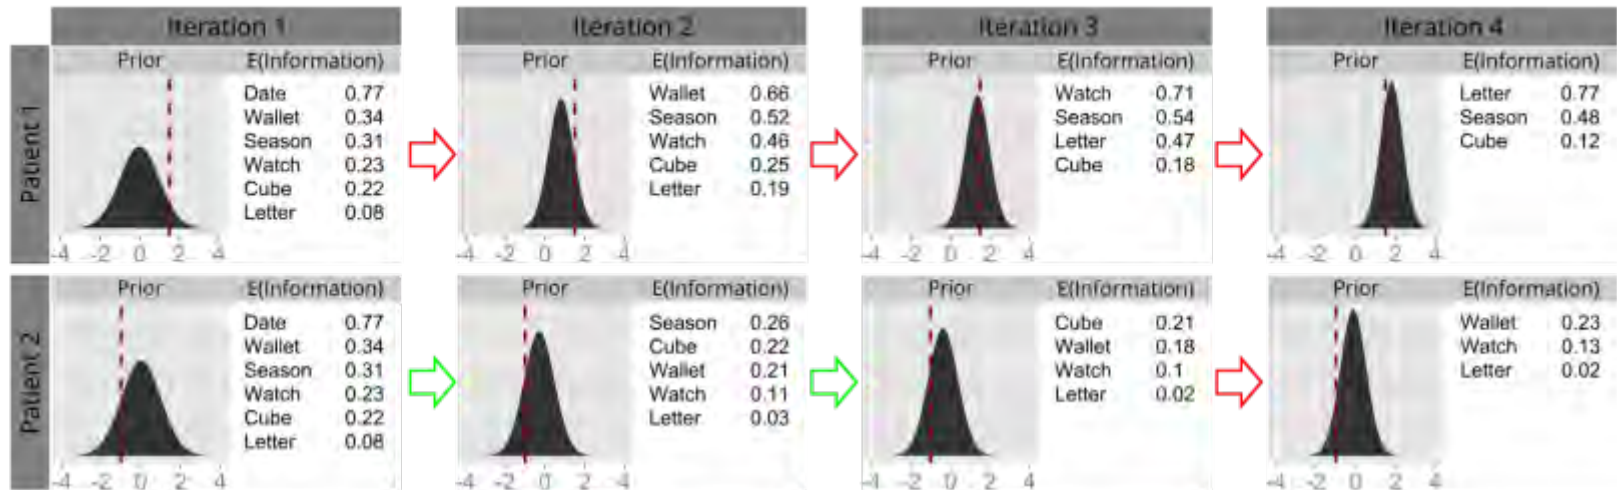 Iteration 1 Iteration 2 Iteration 3 Iteration 4
Patient 1
Prior E(Information)
Date 0.77
Wallet 0.34
Season 0.31
Watch 0.23
Cube 0.22
Letter 0.08
-4 -2 0 2 4
Prior E(Information)
Wallet 0.66
Season 0.52
Watch 0.46
Cube 0.25
Letter 0.19
-4 -2 0 2 4
Prior E(Information)
Watch 0.71
Season 0.54
Letter 0.47
Cube 0.18
-4 -2 0 2 4
Prior E(Information)
Letter 0.77
Season 0.48
Cube 0.12
-4 -2 0 2 4
Patient 2
Prior E(Information)
Date 0.77
Wallet 0.34
Season 0.31
Watch 0.23
Cube 0.22
Letter 0.08
-4 -2 0 2 4
Prior E(Information)
Season 0.26
Cube 0.22
Wallet 0.21
Watch 0.11
Letter 0.03
-4 -2 0 2 4
Prior E(Information)
Cube 0.21
Wallet 0.18
Watch 0.1
Letter 0.02
-4 -2 0 2 4
Prior E(Information)
Wallet 0.23
Watch 0.13
Letter 0.02
-4 -2 0 2 4